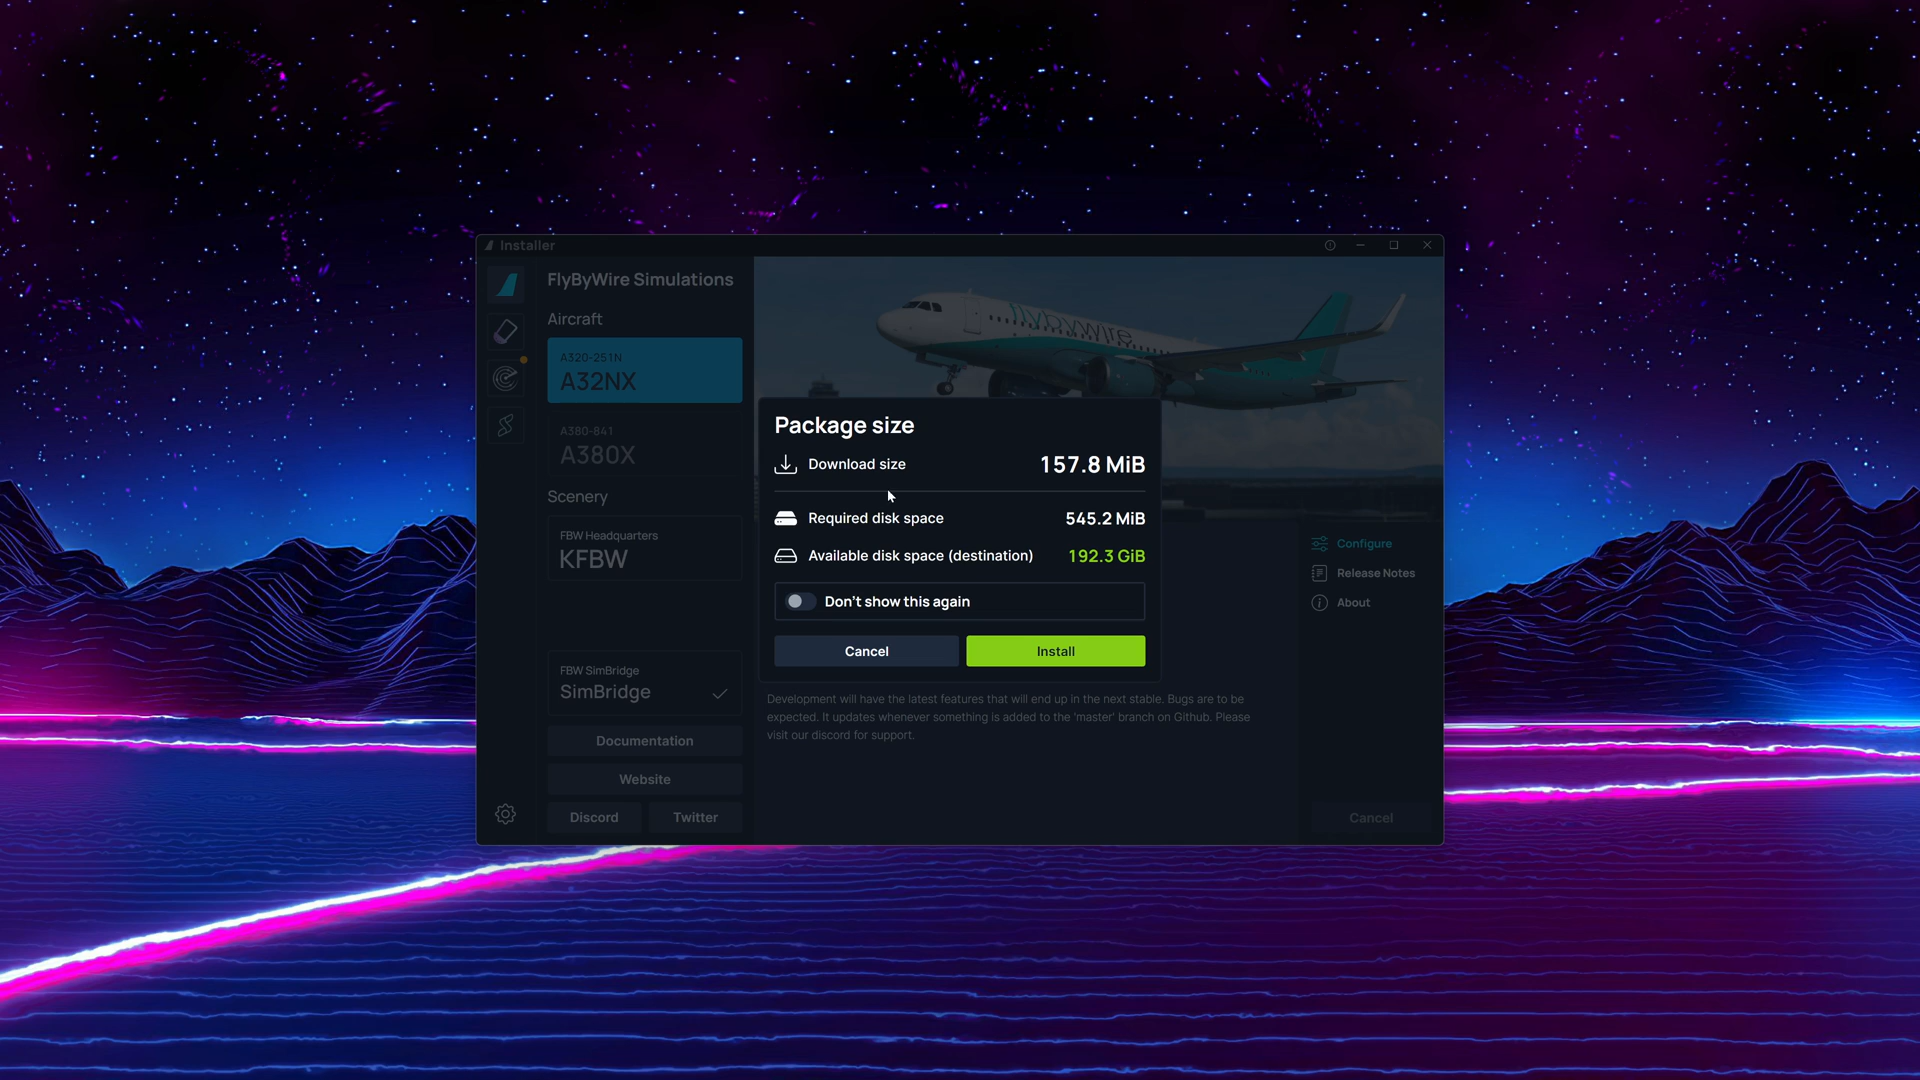 Installer
FlyByWire Simulations
Aircraft
A320-251N
A32NX
A380-841
A380X
Scenery
FBW Headquarters
KFBW
FBW SimBridge
SimBridge
Documentation
Website
Discord
Twitter
flybywire
Package size
Download size
157.8 MiB
Required disk space
545.2 MiB
Available disk space (destination)
192.3 GiB
Don't show this again
Cancel
Install
Development will have the latest features that will end up in the next stable. Bugs are to be
expected. It updates whenever something is added to the 'master' branch on Github. Please
visit our discord for support.
Configure
Release Notes
About
Cancel